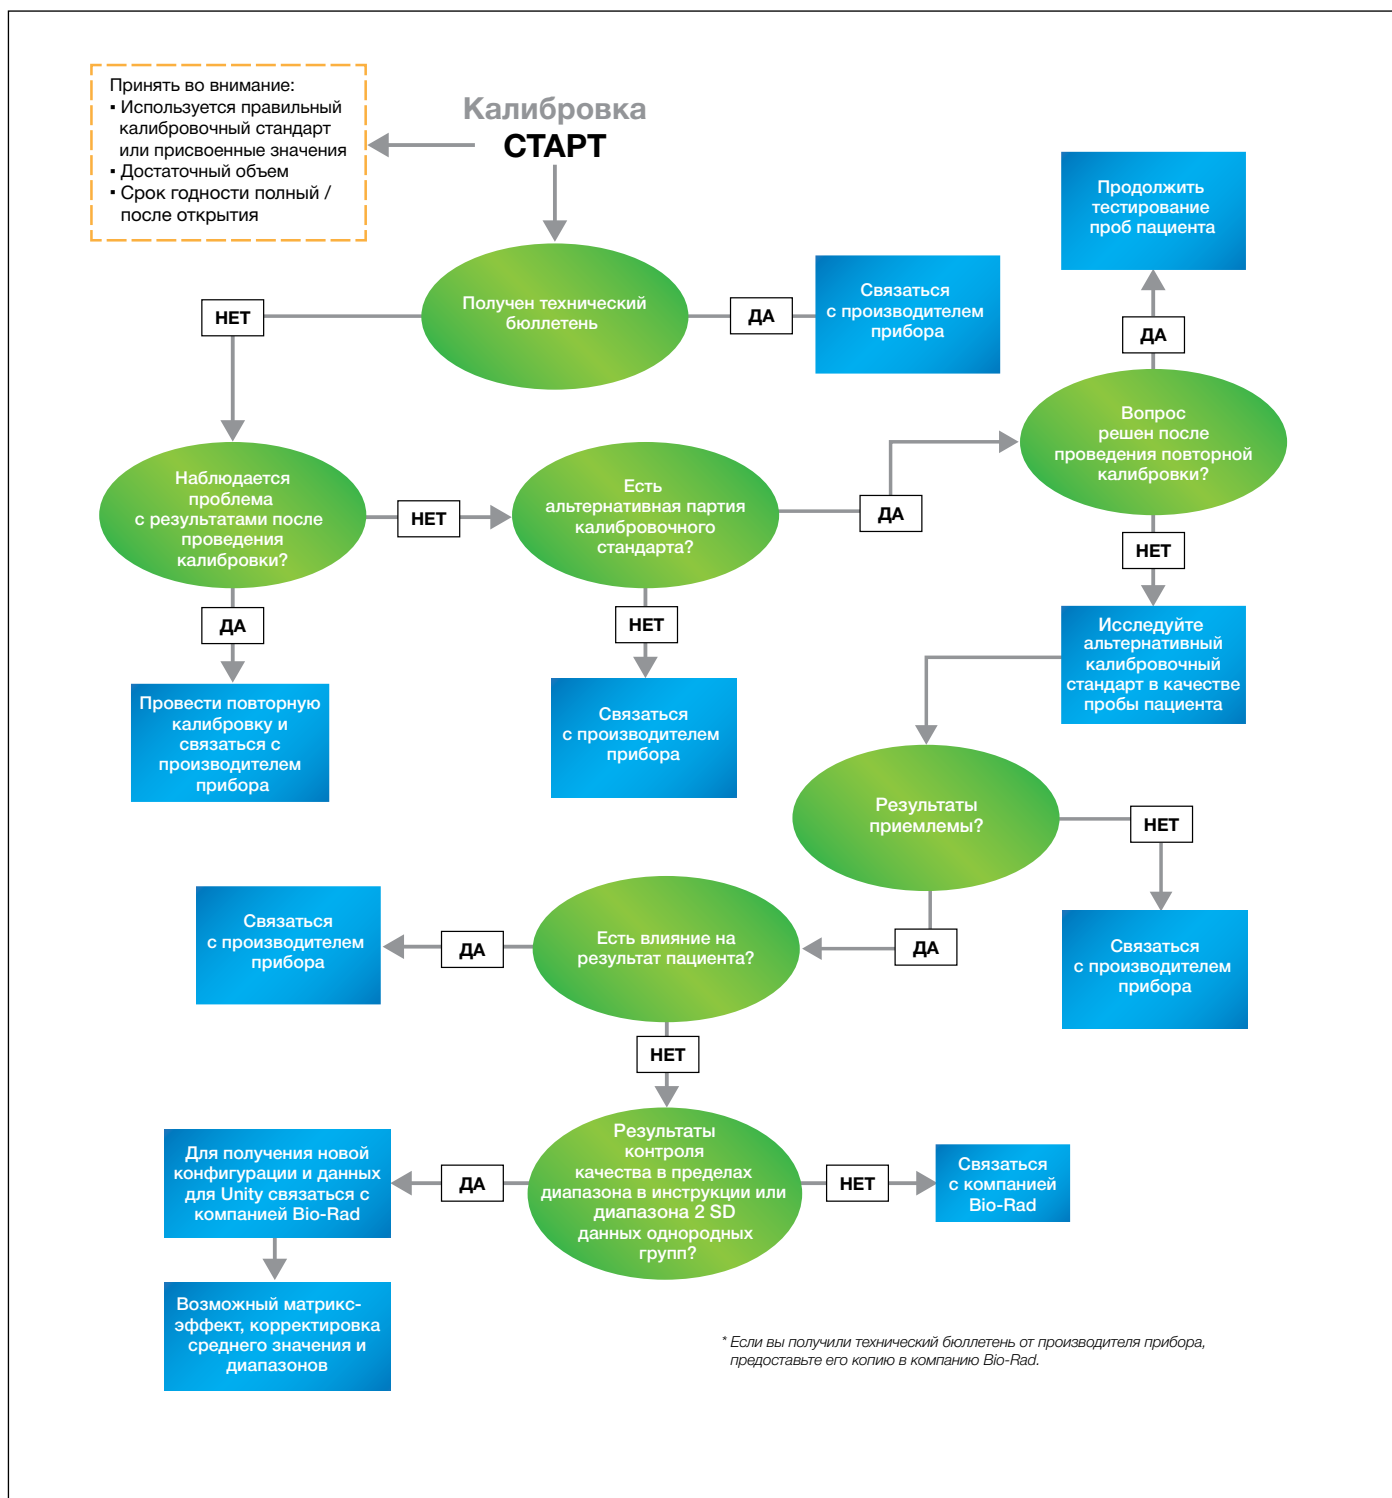 Принять во внимание:
▪ Используется правильный
калибровочный стандарт
или присвоенные значения
▪ Достаточный объем
▪ Срок годности полный /
после открытия
Калибровка
СТАРТ
Получен технический
бюллетень
НЕТ
ДА
Связаться
с производителем
прибора
Продолжить
тестирование
проб пациента
ДА
Вопрос
решен после
проведения повторной
калибровки?
Наблюдается
проблема
с результатами после
проведения
калибровки?
НЕТ
Есть
альтернативная партия
калибровочного
стандарта?
ДА
НЕТ
ДА
НЕТ
Исследуйте
альтернативный
калибровочный
стандарт в качестве
пробы пациента
Провести повторную
калибровку и
связаться с
производителем
прибора
Связаться
с производителем
прибора
Результаты
приемлемы?
НЕТ
Связаться
с производителем
прибора
ДА
Есть влияние на
результат пациента?
ДА
Связаться
с производителем
прибора
НЕТ
Результаты
контроля
качества в пределах
диапазона в инструкции или
диапазона 2 SD
данных однородных
групп?
ДА
Для получения новой
конфигурации и данных
для Unity связаться с
компанией Bio-Rad
НЕТ
Связаться
с компанией
Bio-Rad
Возможный матрикс-
эффект, корректировка
среднего значения и
диапазонов
* Если вы получили технический бюллетень от производителя прибора,
предоставьте его копию в компанию Bio-Rad.